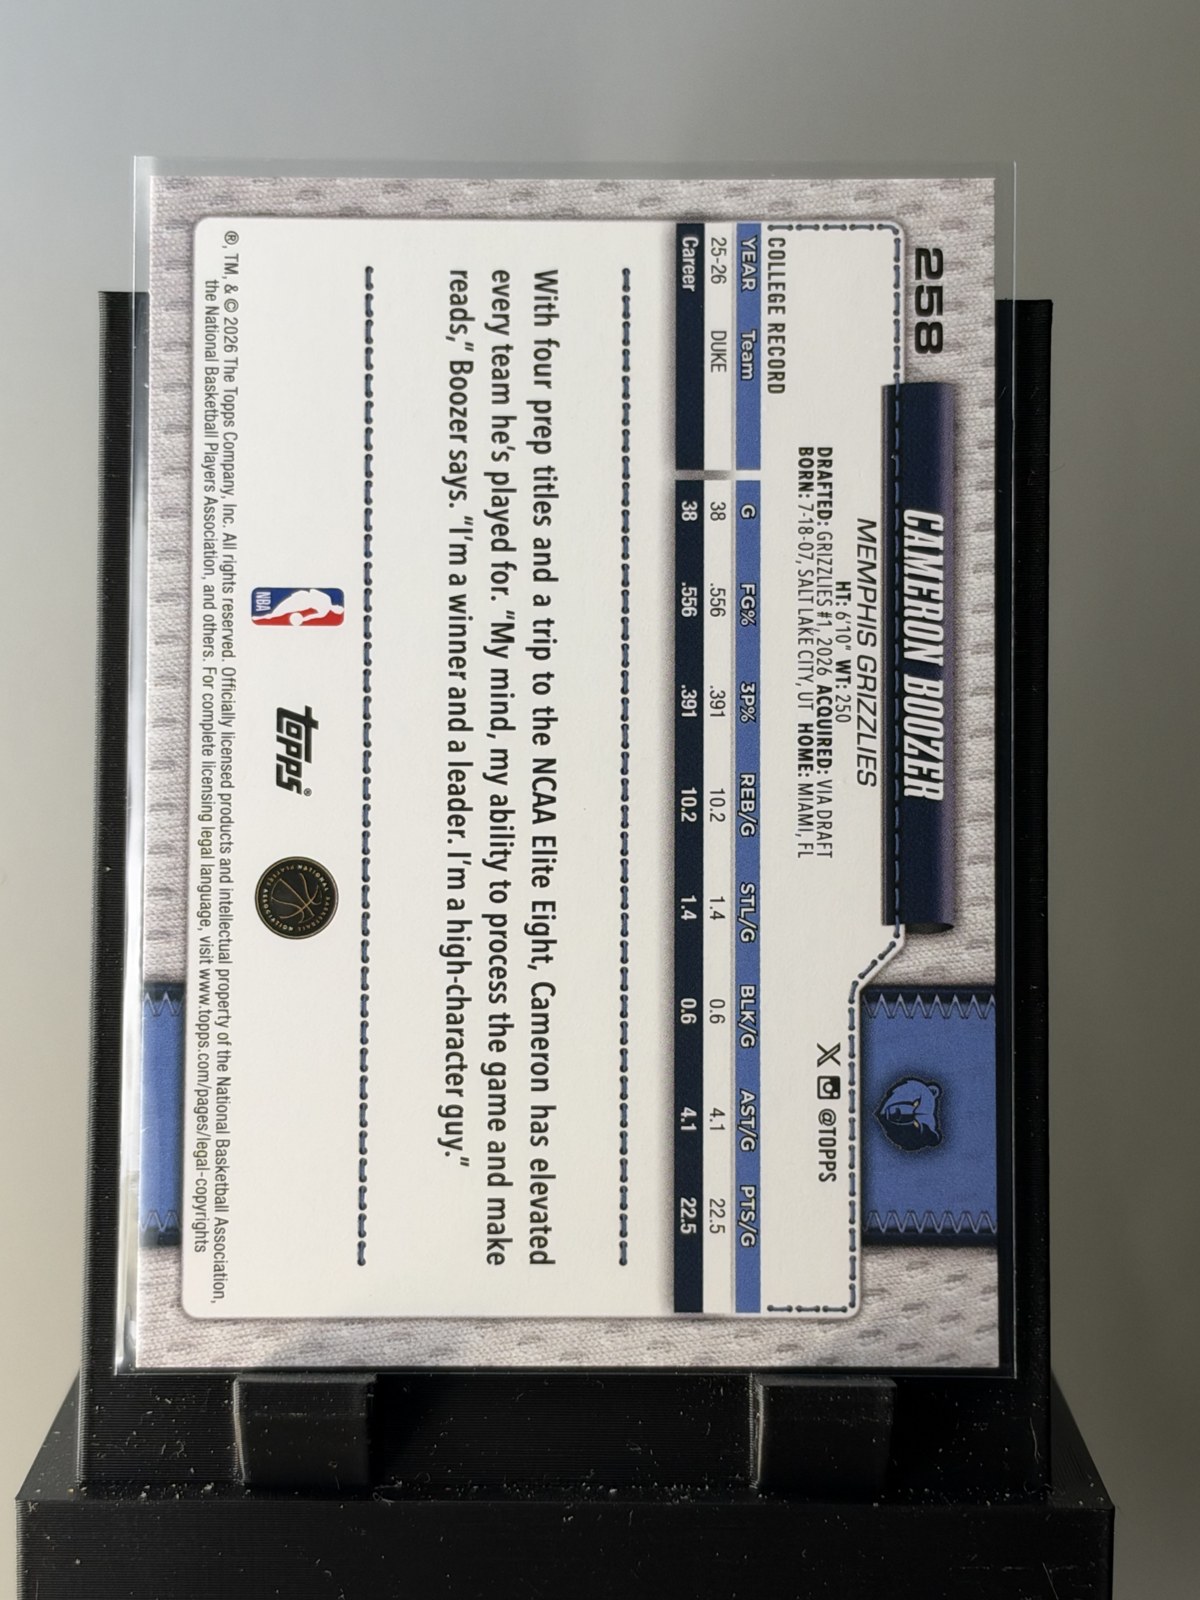 258
CAMERON BOOZER
MEMPHIS GRIZZLIES
HT: 6'10" WT: 250
DRAFTED: GRIZZLIES #1, 2026 ACQUIRED: VIA DRAFT
BORN: 7-18-07, SALT LAKE CITY, UT HOME: MIAMI, FL
@TOPPS
COLLEGE RECORD
YEAR Team G FG% 3P% REB/G STL/G BLK/G AST/G PTS/G
25-26 DUKE 38 .556 .391 10.2 1.4 0.6 4.1 22.5
Career 38 .556 .391 10.2 1.4 0.6 4.1 22.5
With four prep titles and a trip to the NCAA Elite Eight, Cameron has elevated
every team he's played for. "My mind, my ability to process the game and make
reads," Boozer says. "I'm a winner and a leader. I'm a high-character guy."
NBA
topps®
®, TM, & © 2026 The Topps Company, Inc. All rights reserved. Officially licensed products and intellectual property of the National Basketball Association,
the National Basketball Players Association, and others. For complete licensing legal language, visit www.topps.com/pages/legal-copyrights